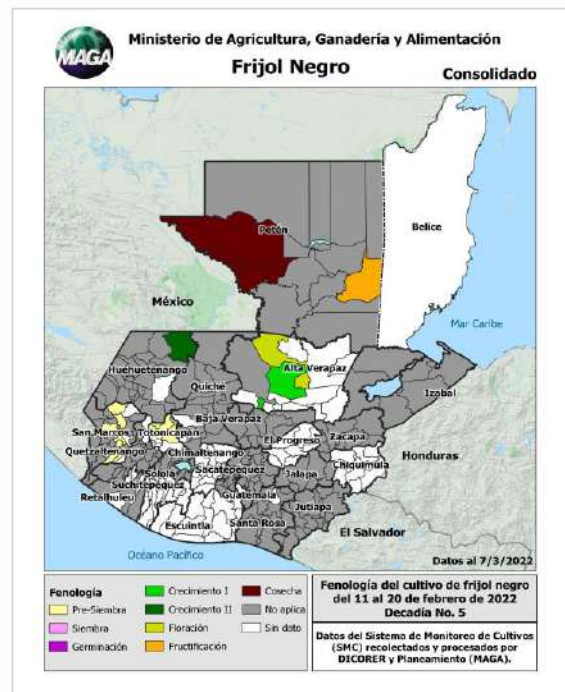 MAGA
Ministerio de Agricultura, Ganadería y Alimentación
Frijol Negro
Consolidado
Petén
Belice
México
Mar Caribe
Huehuetenango
Quiché
Alta Verapaz
Izabal
San Marcos
Totonicapán
Baja Verapaz
Quetzaltenango
Chimaltenango
El Progreso
Zacapa
Honduras
Sololá
Sacatepéquez
Jalapa
Chiquimula
Suchitepéquez
Retalhuleu
Guatemala
Jutiapa
Escuintla
Santa Rosa
El Salvador
Océano Pacífico
Datos al 7/3/2022
Fenología
Pre-Siembra
Siembra
Germinación
Crecimiento I
Crecimiento II
Floración
Fructificación
Cosecha
No aplica
Sin dato
Fenología del cultivo de frijol negro
del 11 al 20 de febrero de 2022
Decadía No. 5
Datos del Sistema de Monitoreo de Cultivos
(SMC) recolectados y procesados por
DICORER y Planeamiento (MAGA).